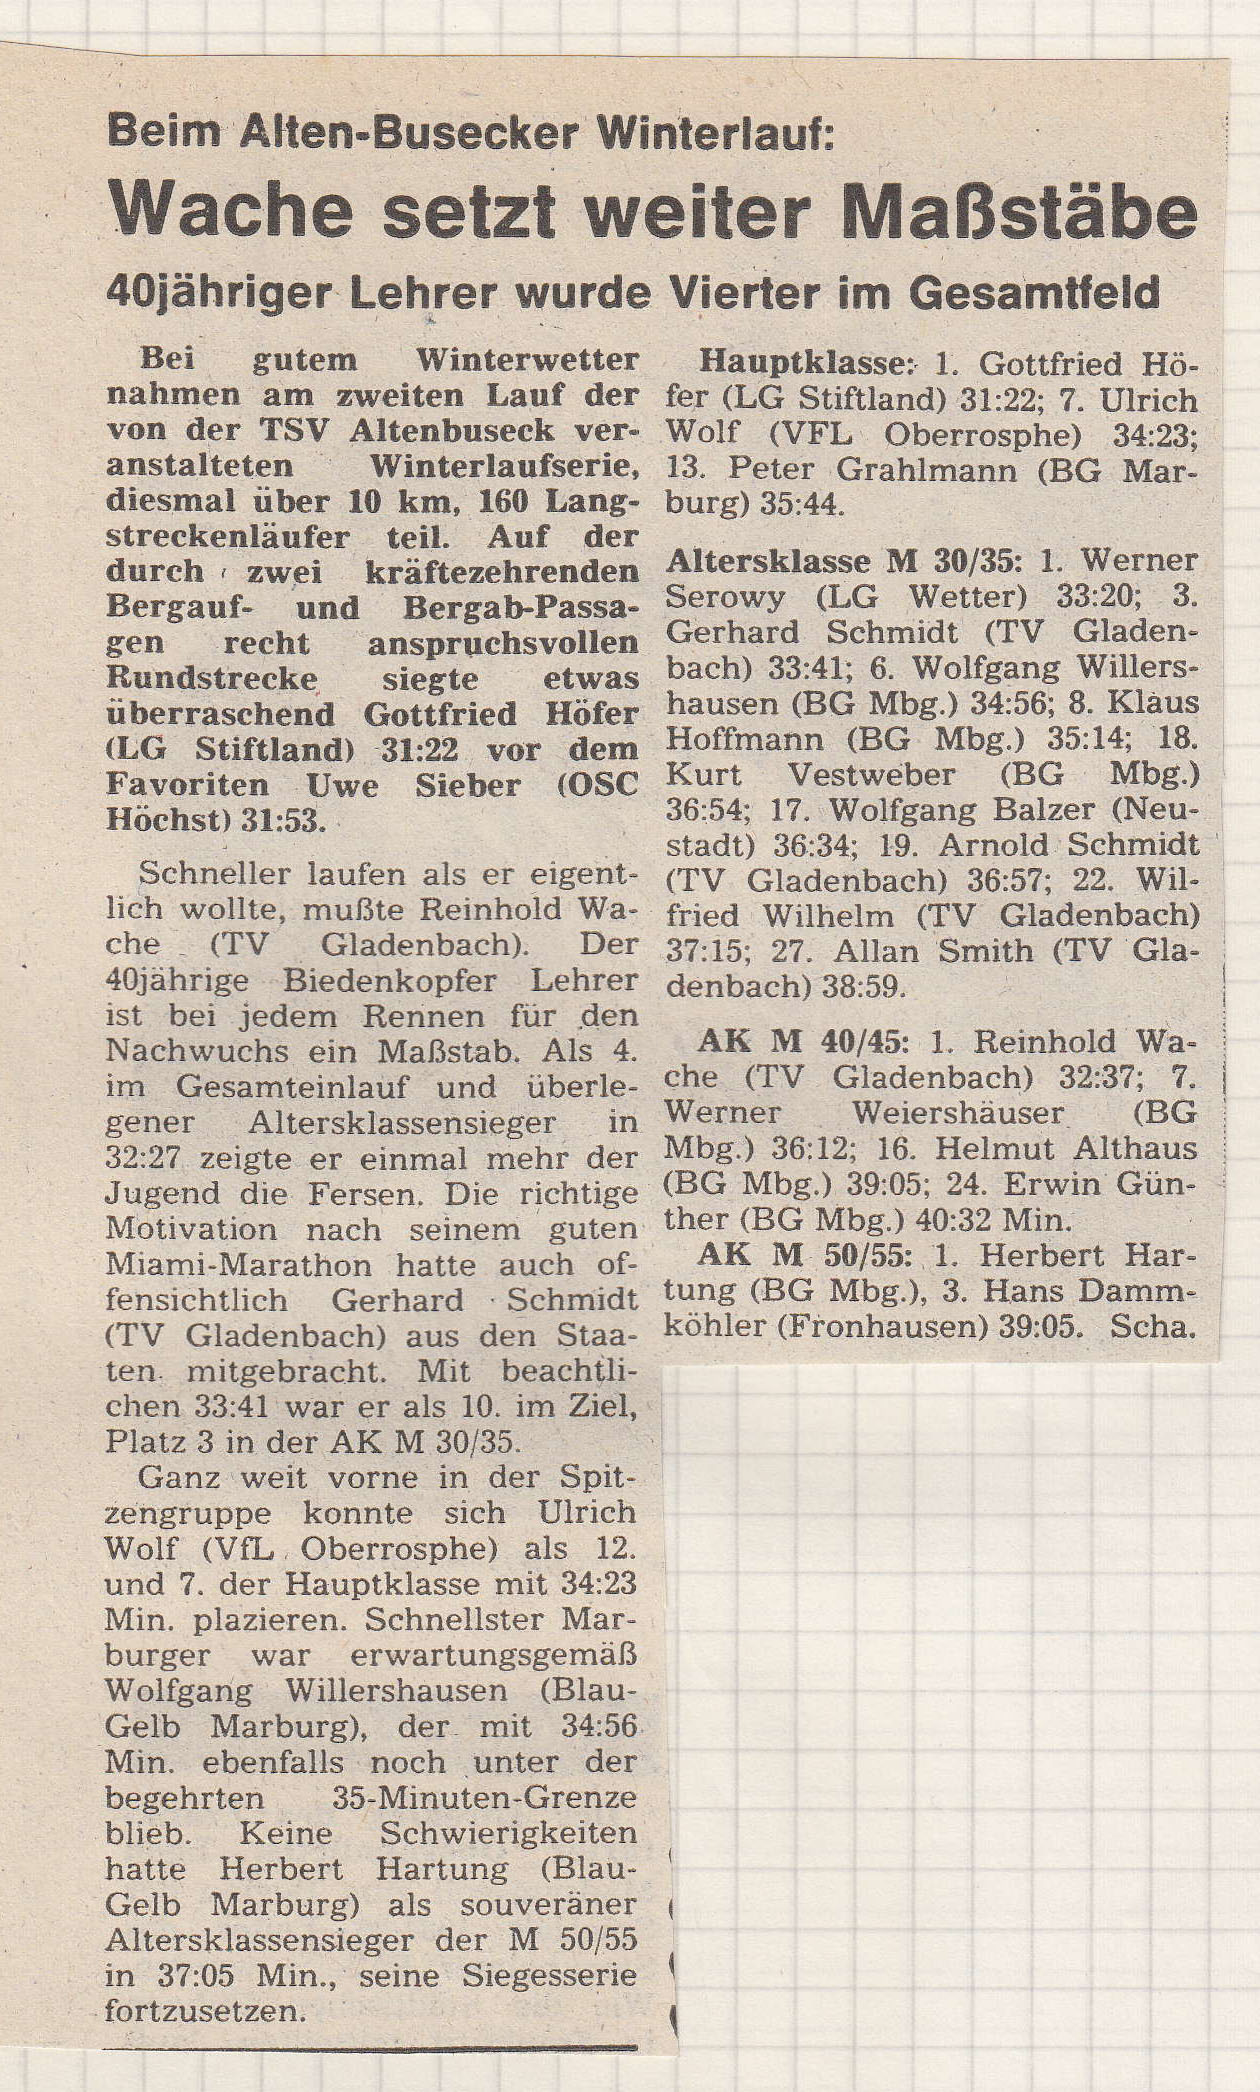 Beim Alten-Busecker Winterlauf:
Wache setzt weiter Maßstäbe
40jähriger Lehrer wurde Vierter im Gesamtfeld
Bei gutem Winterwetter
nahmen am zweiten Lauf der
von der TSV Altenbuseck ver-
anstalteten Winterlaufserie,
diesmal über 10 km, 160 Lang-
streckenläufer teil. Auf der
durch zwei kräftezehrenden
Bergauf- und Bergab-Passa-
gen recht anspruchsvollen
Rundstrecke siegte etwas
überraschend Gottfried Höfer
(LG Stiftland) 31:22 vor dem
Favoriten Uwe Sieber (OSC
Höchst) 31:53.
Schneller laufen als er eigent-
lich wollte, mußte Reinhold Wa-
che (TV Gladenbach). Der
40jährige Biedenkopfer Lehrer
ist bei jedem Rennen für den
Nachwuchs ein Maßstab. Als 4.
im Gesamteinlauf und überle-
gener Altersklassensieger in
32:27 zeigte er einmal mehr der
Jugend die Fersen. Die richtige
Motivation nach seinem guten
Miami-Marathon hatte auch of-
fensichtlich Gerhard Schmidt
(TV Gladenbach) aus den Staa-
ten mitgebracht. Mit beachtli-
chen 33:41 war er als 10. im Ziel,
Platz 3 in der AK M 30/35.
Ganz weit vorne in der Spit-
zengruppe konnte sich Ulrich
Wolf (VfL Oberrosphe) als 12.
und 7. der Hauptklasse mit 34:23
Min. plazieren. Schnellster Mar-
burger war erwartungsgemäß
Wolfgang Willershausen (Blau-
Gelb Marburg), der mit 34:56
Min. ebenfalls noch unter der
begehrten 35-Minuten-Grenze
blieb. Keine Schwierigkeiten
hatte Herbert Hartung (Blau-
Gelb Marburg) als souveräner
Altersklassensieger der M 50/55
in 37:05 Min., seine Siegesserie
fortzusetzen.
Hauptklasse: 1. Gottfried Hö-
fer (LG Stiftland) 31:22; 7. Ulrich
Wolf (VFL Oberrosphe) 34:23;
13. Peter Grahlmann (BG Mar-
burg) 35:44.
Altersklasse M 30/35: 1. Werner
Serowy (LG Wetter) 33:20; 3.
Gerhard Schmidt (TV Gladen-
bach) 33:41; 6. Wolfgang Willers-
hausen (BG Mbg.) 34:56; 8. Klaus
Hoffmann (BG Mbg.) 35:14; 18.
Kurt Vestweber (BG Mbg.)
36:54; 17. Wolfgang Balzer (Neu-
stadt) 36:34; 19. Arnold Schmidt
(TV Gladenbach) 36:57; 22. Wil-
fried Wilhelm (TV Gladenbach)
37:15; 27. Allan Smith (TV Gla-
denbach) 38:59.
AK M 40/45: 1. Reinhold Wa-
che (TV Gladenbach) 32:37; 7.
Werner Weiershäuser (BG
Mbg.) 36:12; 16. Helmut Althaus
(BG Mbg.) 39:05; 24. Erwin Gün-
ther (BG Mbg.) 40:32 Min.
AK M 50/55: 1. Herbert Har-
tung (BG Mbg.), 3. Hans Damm-
köhler (Fronhausen) 39:05. Scha.